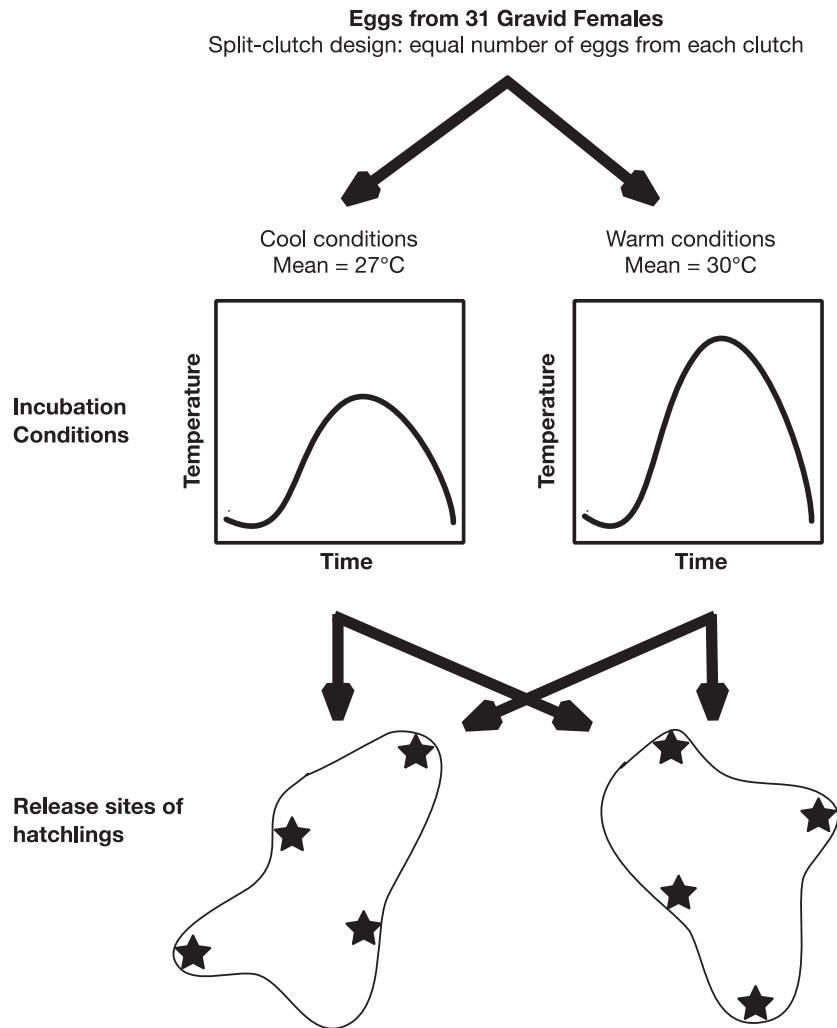 Eggs from 31 Gravid Females
Split-clutch design: equal number of eggs from each clutch
Cool conditions
Mean = 27°C
Warm conditions
Mean = 30°C
Incubation
Conditions
Temperature
Time
Temperature
Time
Release sites of
hatchlings